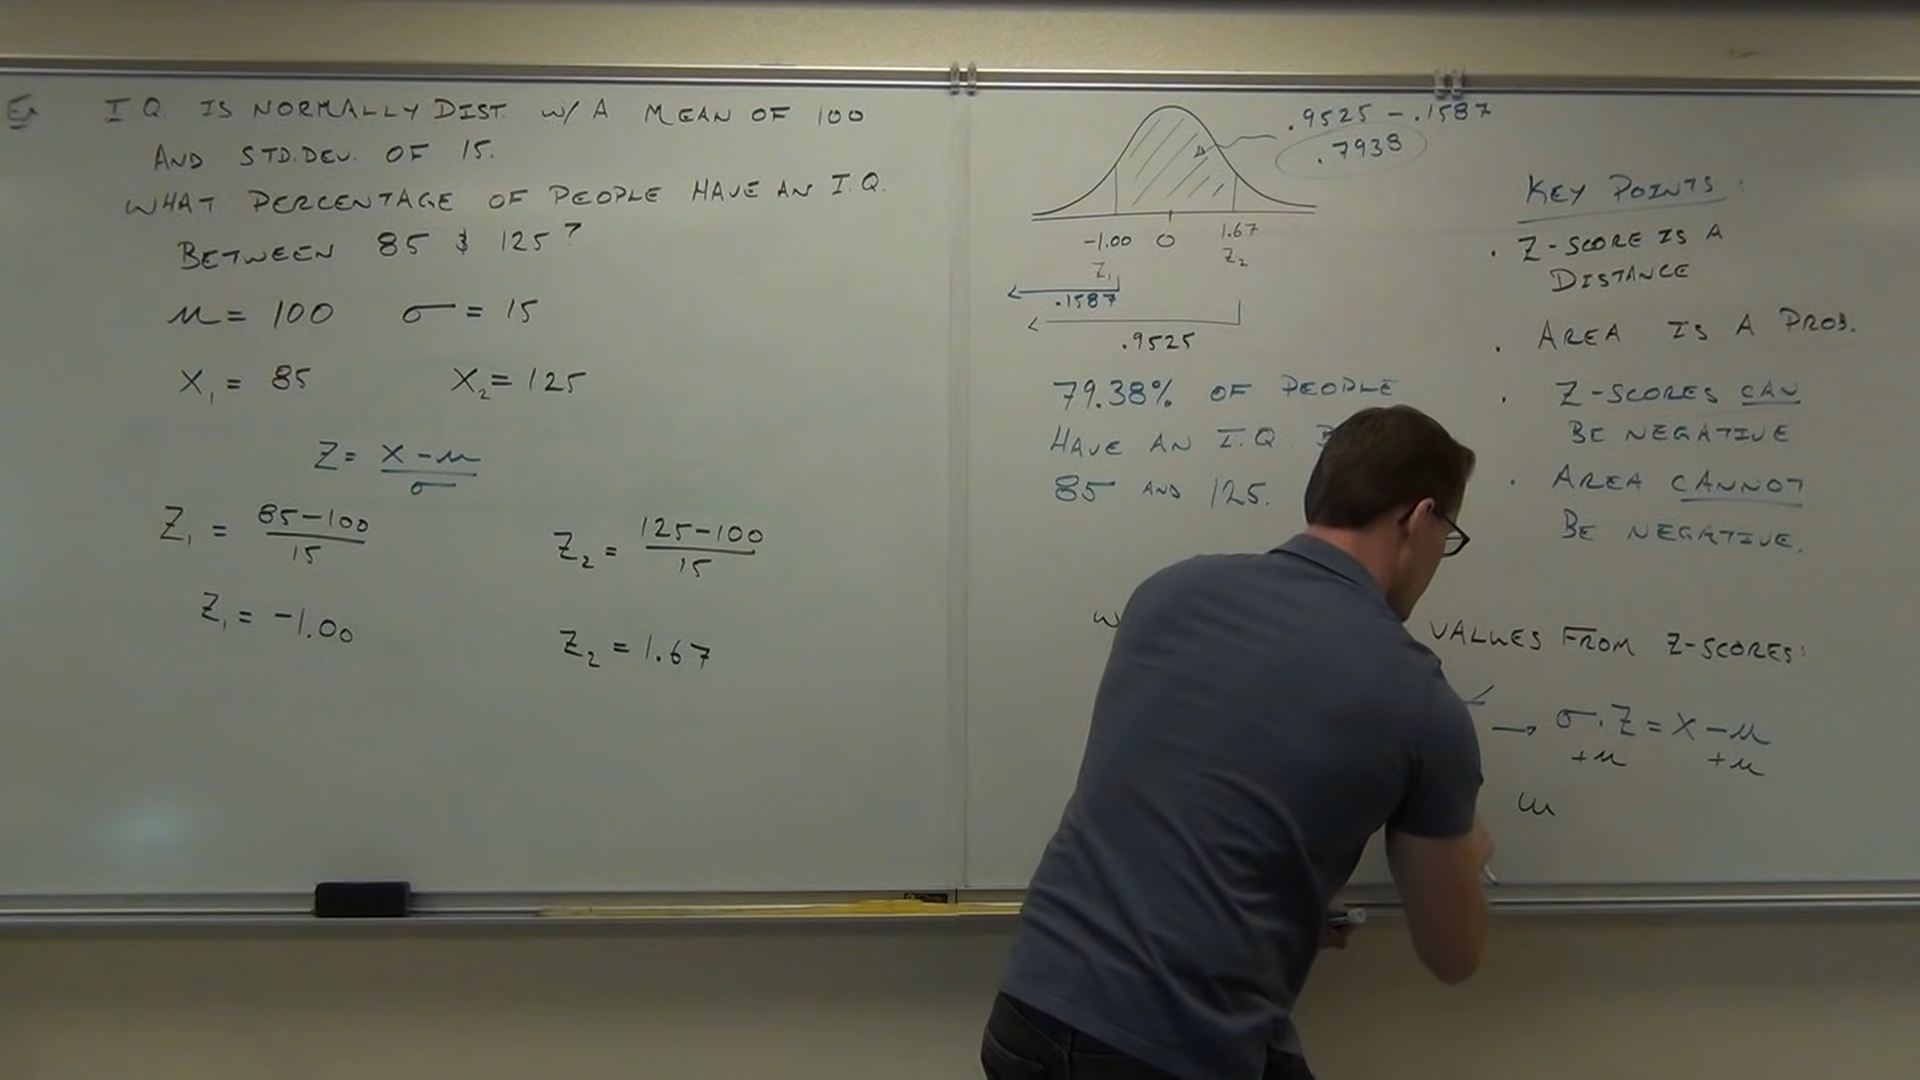 Ex I Q IS NORMALLY DIST. W/ A MEAN OF 100
AND STD.DEV. OF 15.
WHAT PERCENTAGE OF PEOPLE HAVE AN I.Q.
BETWEEN 85 & 125?
μ = 100 σ = 15
X₁ = 85 X₂ = 125
Z = (X - μ)/σ
Z₁ = (85-100)/15
Z₂ = (125-100)/15
Z₁ = -1.00
Z₂ = 1.67
.9525 - .1587
.7938
-1.00 0 1.67
Z₁ Z₂
.1587
.9525
79.38% OF PEOPLE
HAVE AN I.Q.
85 AND 125.
KEY POINTS:
· Z-SCORE IS A
DISTANCE
· AREA IS A PROB.
· Z-SCORES CAN
BE NEGATIVE
· AREA CANNOT
BE NEGATIVE.
VALUES FROM Z-SCORES:
→ σ·Z = X - μ
+μ +μ